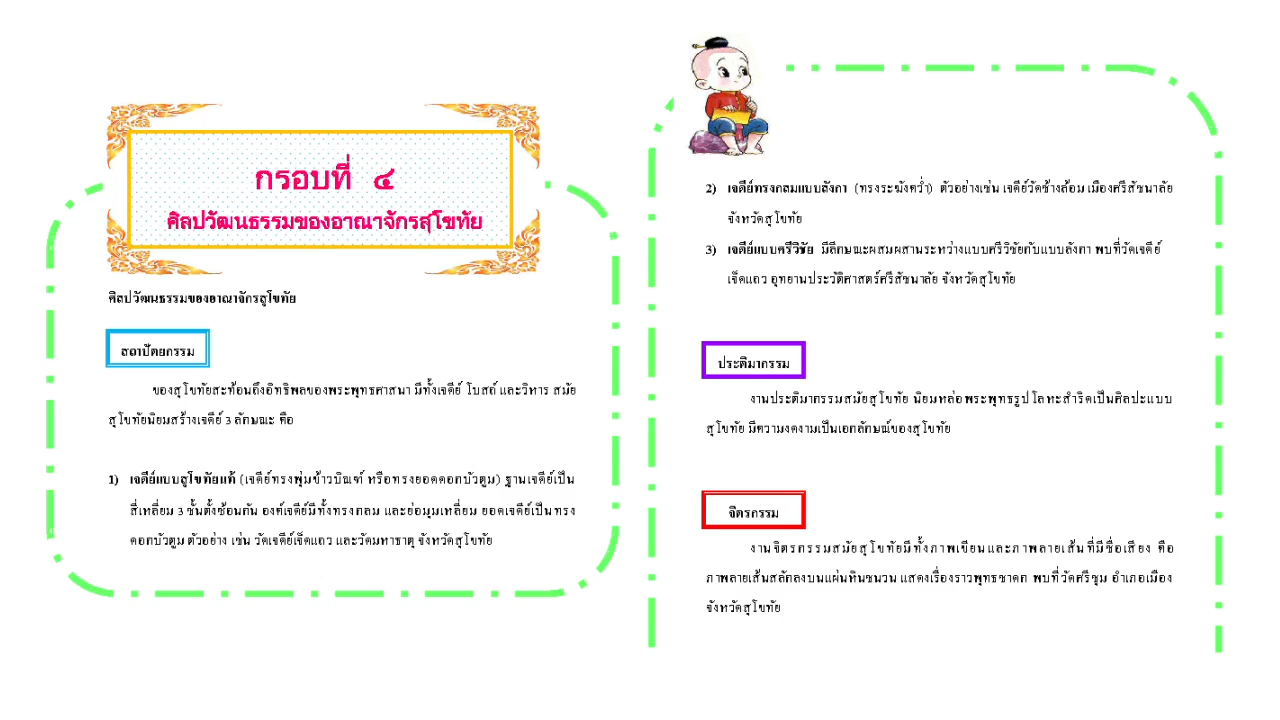 กรอบที่ ๔
ศิลปวัฒนธรรมของอาณาจักรสุโขทัย
ศิลปวัฒนธรรมของอาณาจักรสุโขทัย
สถาปัตยกรรม
ของสุโขทัยสะท้อนถึงอิทธิพลของพระพุทธศาสนา มีทั้งเจดีย์ โบสถ์ และวิหาร สมัย
สุโขทัยนิยมสร้างเจดีย์ 3 ลักษณะ คือ
1) เจดีย์แบบสุโขทัยแท้ (เจดีย์ทรงพุ่มข้าวบิณฑ์ หรือทรงยอดดอกบัวตูม) ฐานเจดีย์เป็น
สี่เหลี่ยม 3 ชั้นตั้งซ้อนกัน องค์เจดีย์มีทั้งทรงกลม และย่อมุมเหลี่ยม ยอดเจดีย์เป็นทรง
ดอกบัวตูม ตัวอย่าง เช่น วัดเจดีย์เจ็ดแถว และวัดมหาธาตุ จังหวัดสุโขทัย
2) เจดีย์ทรงกลมแบบลังกา (ทรงระฆังคว่ำ) ตัวอย่างเช่น เจดีย์วัดช้างล้อม เมืองศรีสัชนาลัย
จังหวัดสุโขทัย
3) เจดีย์แบบศรีวิชัย มีลักษณะผสมผสานระหว่างแบบศรีวิชัยกับแบบลังกา พบที่วัดเจดีย์
เจ็ดแถว อุทยานประวัติศาสตร์ศรีสัชนาลัย จังหวัดสุโขทัย
ประติมากรรม
งานประติมากรรมสมัยสุโขทัย นิยมหล่อพระพุทธรูปโลหะสำริดเป็นศิลปะแบบ
สุโขทัย มีความงดงามเป็นเอกลักษณ์ของสุโขทัย
จิตรกรรม
งานจิตรกรรมสมัยสุโขทัยมีทั้งภาพเขียนและภาพลายเส้นที่มีชื่อเสียง คือ
ภาพลายเส้นสลักลงบนแผ่นหินชนวน แสดงเรื่องราวพุทธชาดก พบที่วัดศรีชุม อำเภอเมือง
จังหวัดสุโขทัย